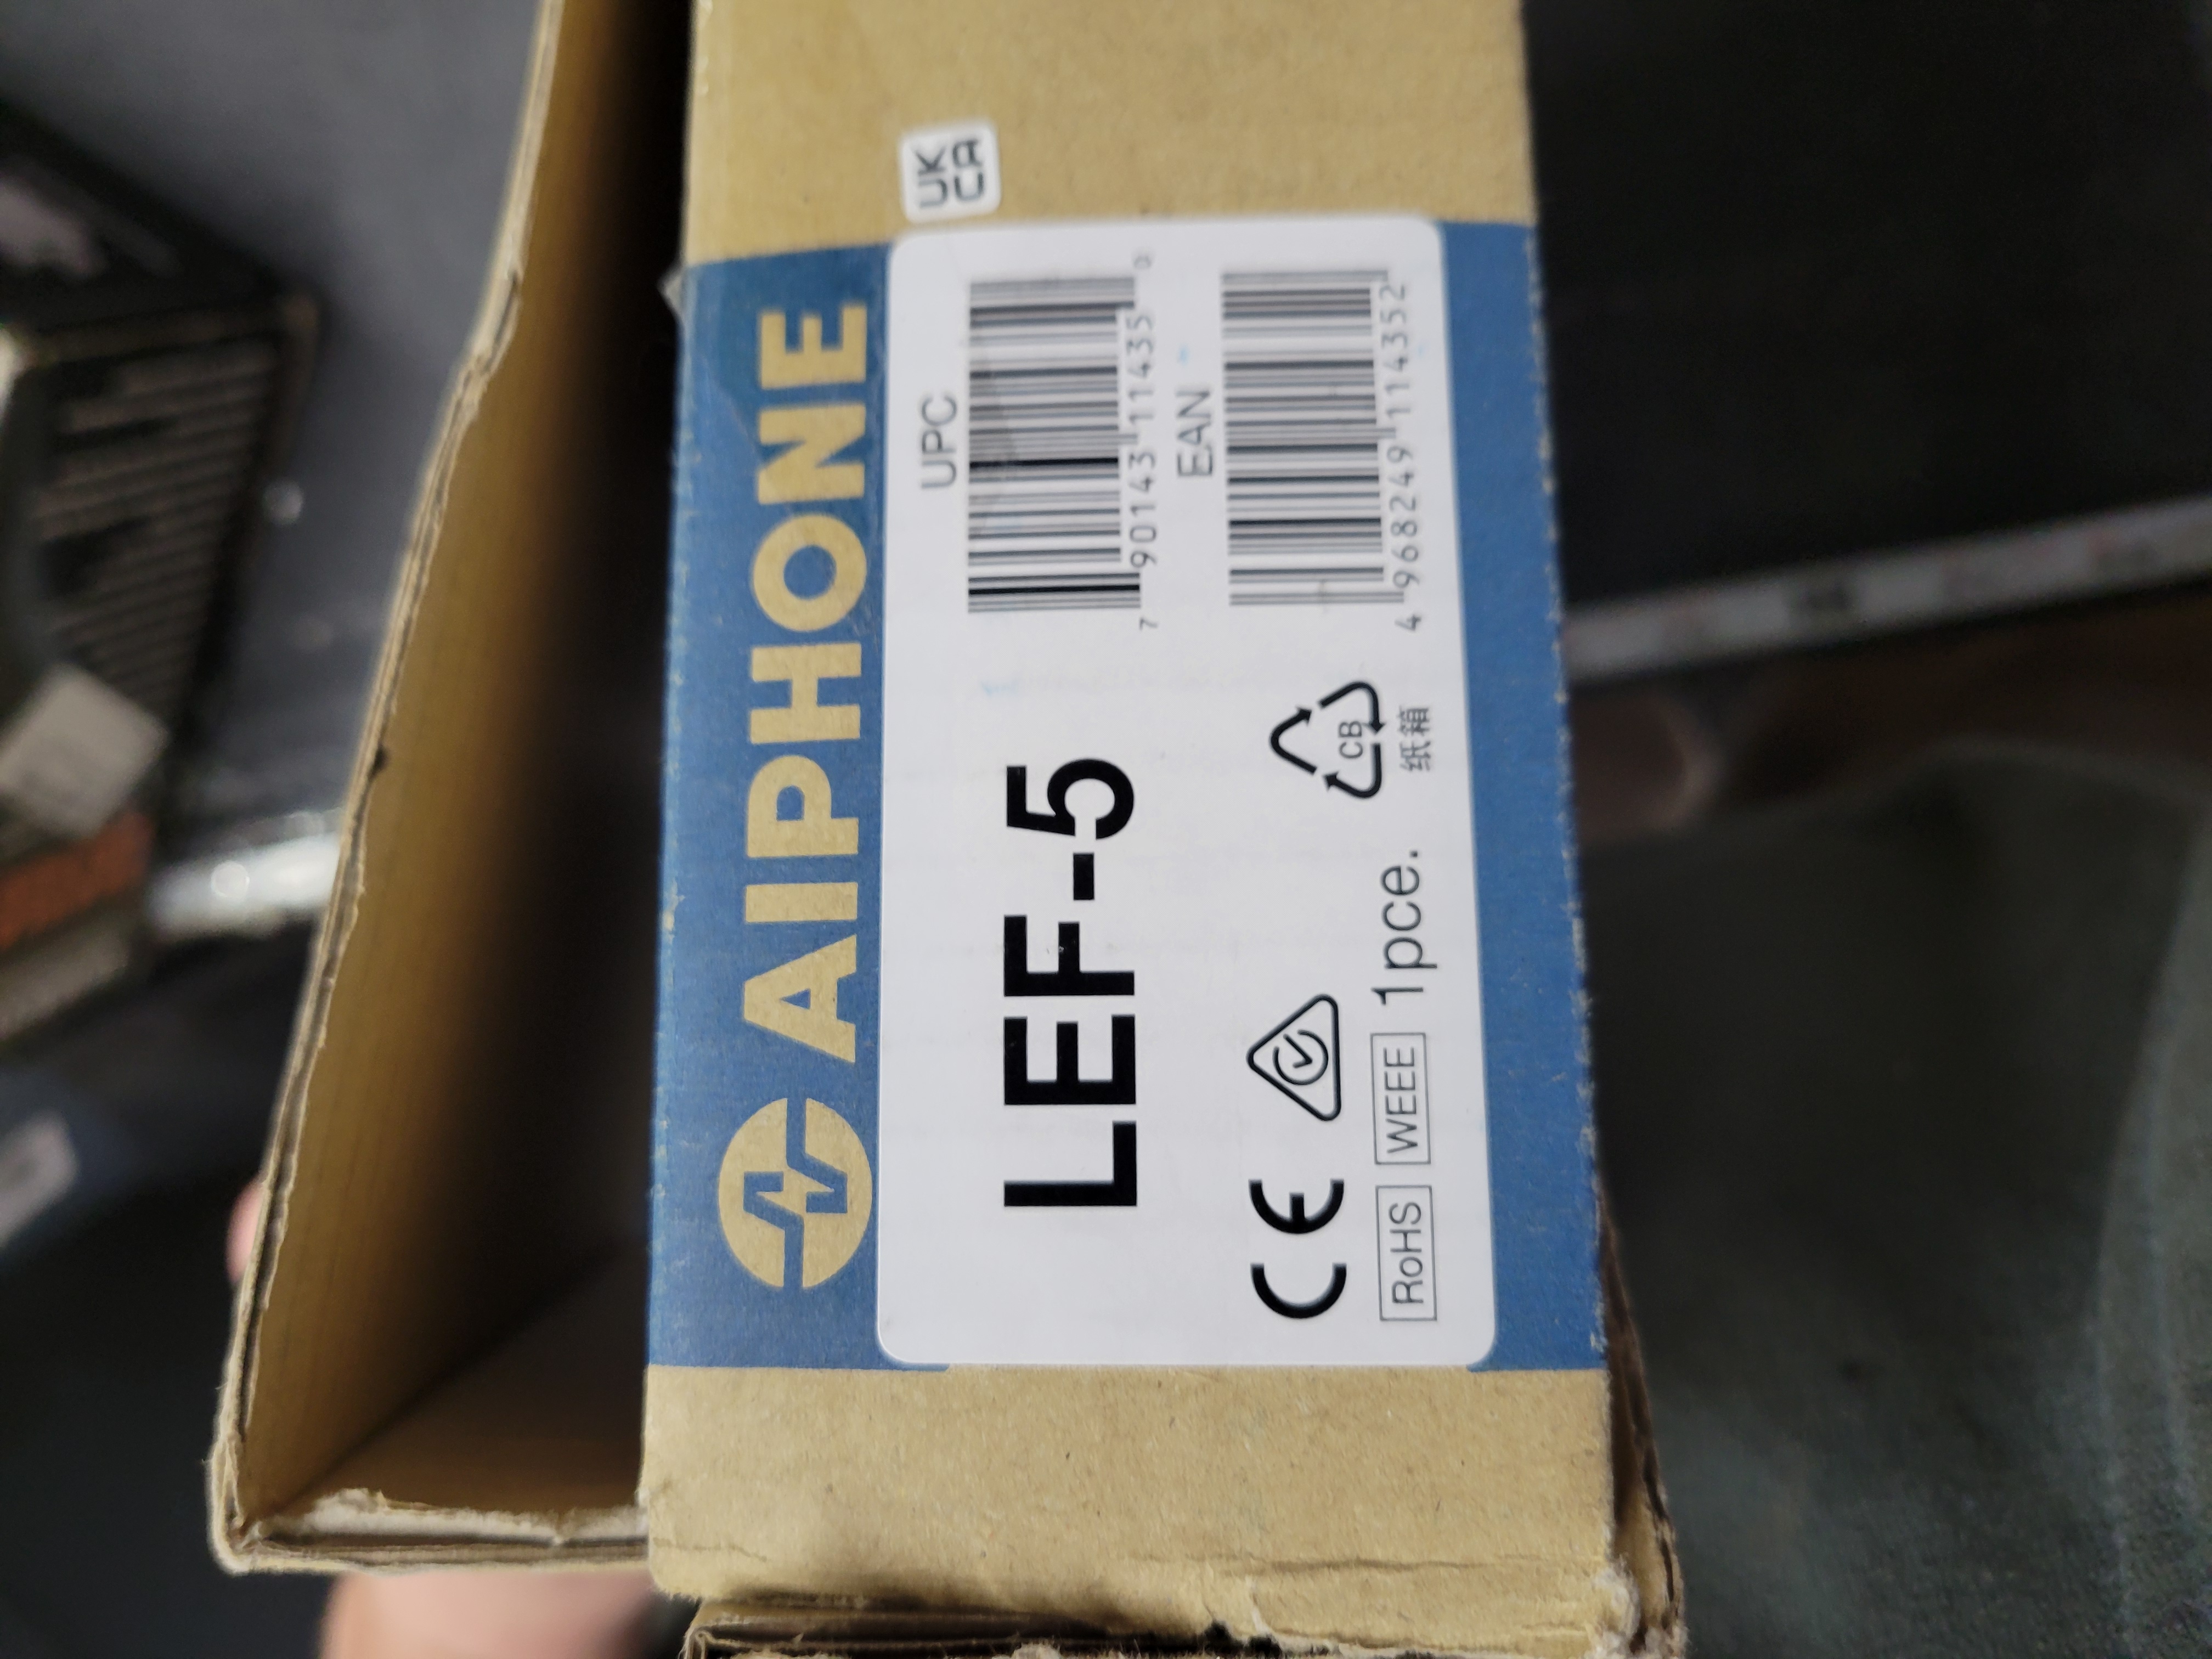 AIPHONE
UK
CA
LEF-5
UPC
7 90143 11435 0
EAN
4 968249 114352
CE
CB
纸箱
RoHS WEEE 1pce.